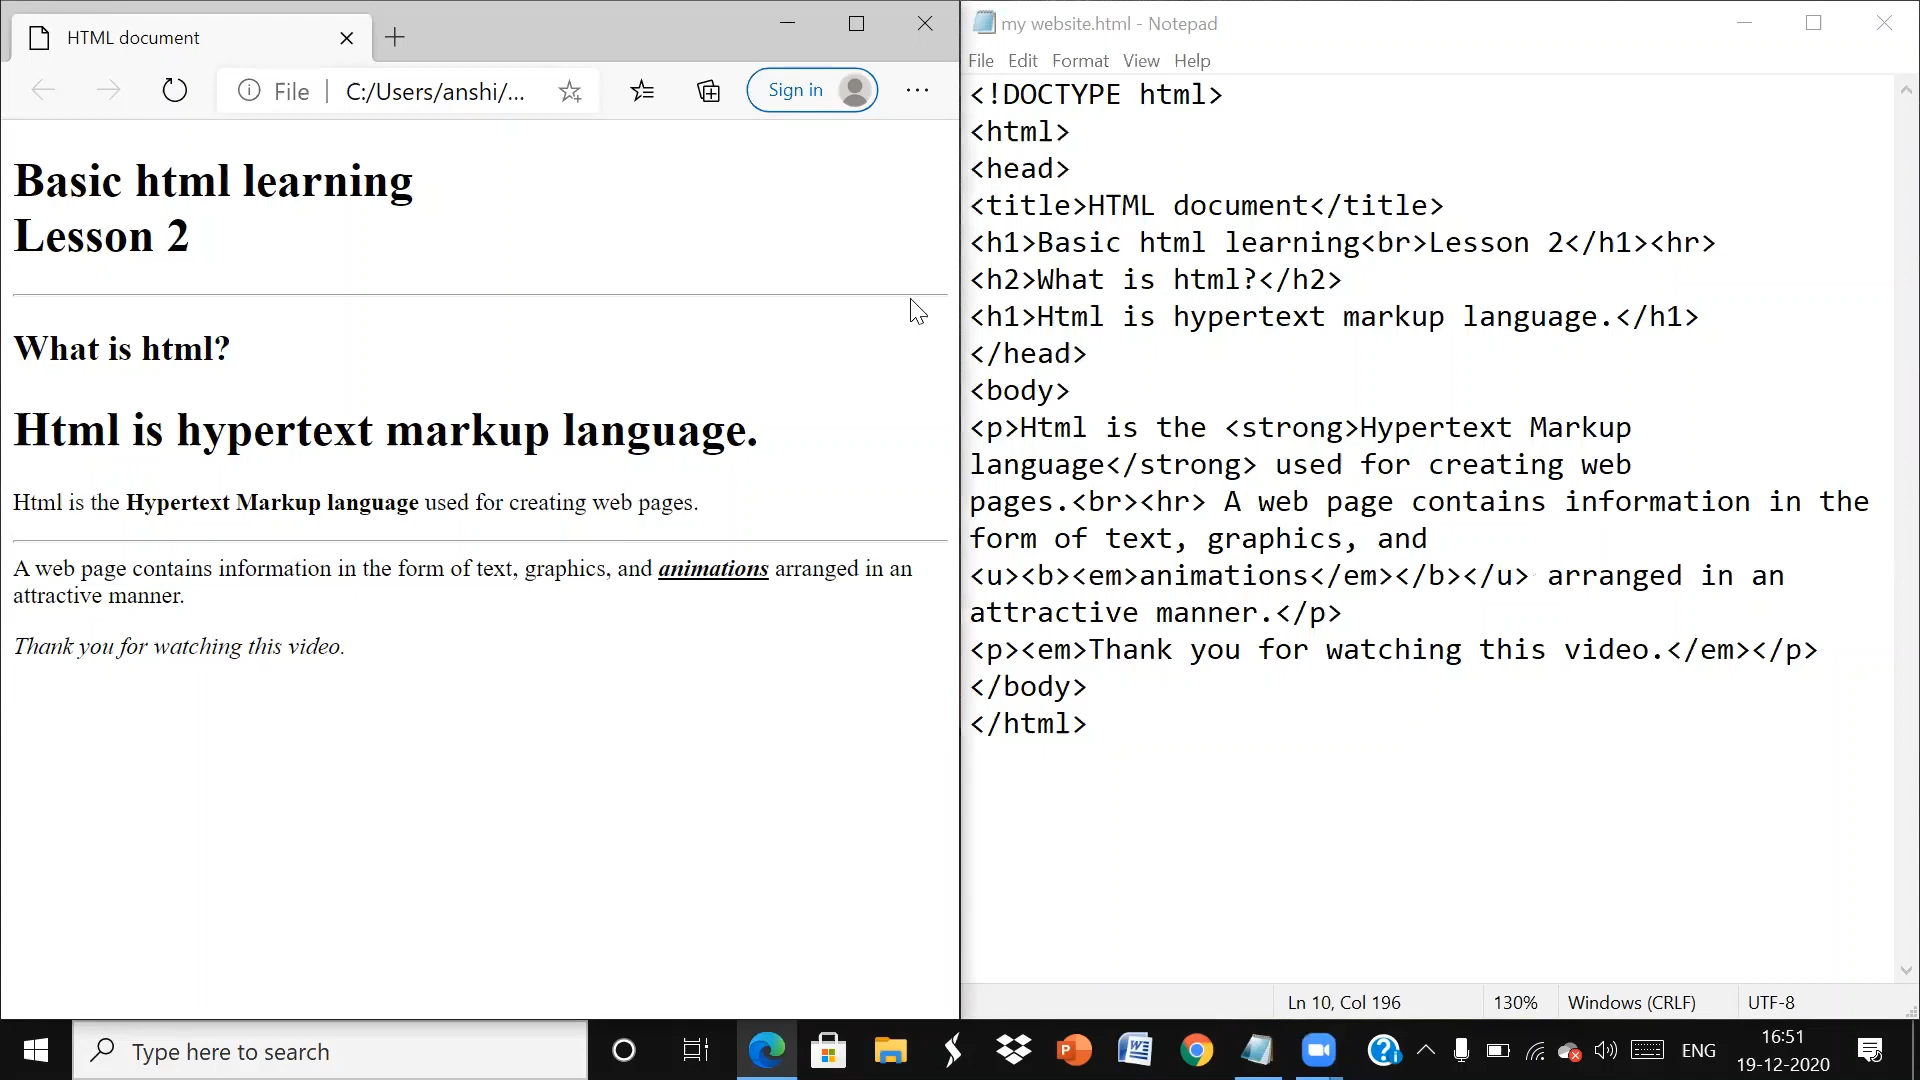 HTML document
File
C:/Users/anshi/...
Sign in
Basic html learning
Lesson 2
What is html?
Html is hypertext markup language.
Html is the Hypertext Markup language used for creating web pages.
A web page contains information in the form of text, graphics, and animations arranged in an
attractive manner.
Thank you for watching this video.
my website.html - Notepad
File Edit Format View Help
<!DOCTYPE html>
<html>
<head>
<title>HTML document</title>
<h1>Basic html learning<br>Lesson 2</h1><hr>
<h2>What is html?</h2>
<h1>Html is hypertext markup language.</h1>
</head>
<body>
<p>Html is the <strong>Hypertext Markup
language</strong> used for creating web
pages.<br><hr> A web page contains information in the
form of text, graphics, and
<u><b><em>animations</em></b></u> arranged in an
attractive manner.</p>
<p><em>Thank you for watching this video.</em></p>
</body>
</html>
Ln 10, Col 196
130%
Windows (CRLF)
UTF-8
Type here to search
ENG
16:51
19-12-2020